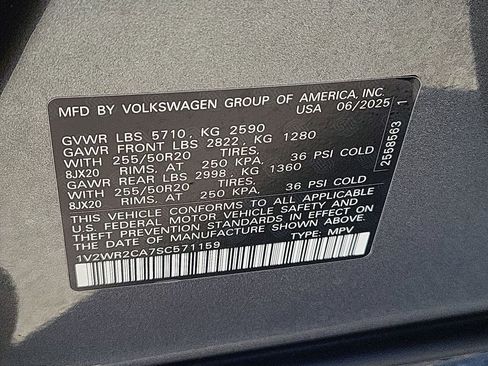 MFD BY VOLKSWAGEN GROUP OF AMERICA, INC.
USA 06/2025
GVWR LBS 5710, KG 2590
GAWR FRONT LBS 2822, KG 1280
WITH 255/50R20 TIRES,
8JX20 RIMS, AT 250 KPA. 36 PSI COLD
GAWR REAR LBS 2998, KG 1360
WITH 255/50R20 TIRES,
8JX20 RIMS, AT 250 KPA. 36 PSI COLD
THIS VEHICLE CONFORMS TO ALL APPLICABLE
U.S. FEDERAL MOTOR VEHICLE SAFETY AND
THEFT PREVENTION STANDARDS IN EFFECT ON
THE DATE OF MANUFACTURE SHOWN ABOVE.
1V2WR2CA7SC571159 TYPE: MPV
2558563 1